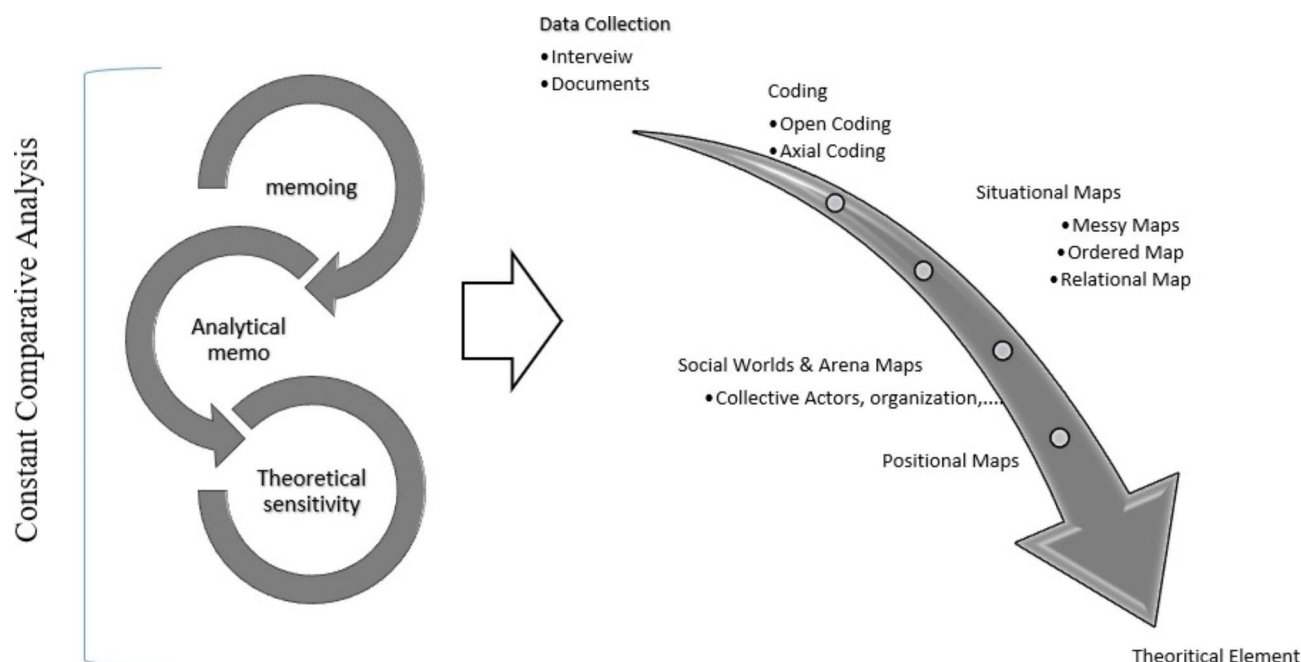 Constant Comparative Analysis
memoing
Analytical
memo
Theoretical
sensitivity
Data Collection
•Interveiw
•Documents
Coding
•Open Coding
•Axial Coding
Situational Maps
•Messy Maps
•Ordered Map
•Relational Map
Social Worlds & Arena Maps
•Collective Actors, organization,....
Positional Maps
Theoritical Element